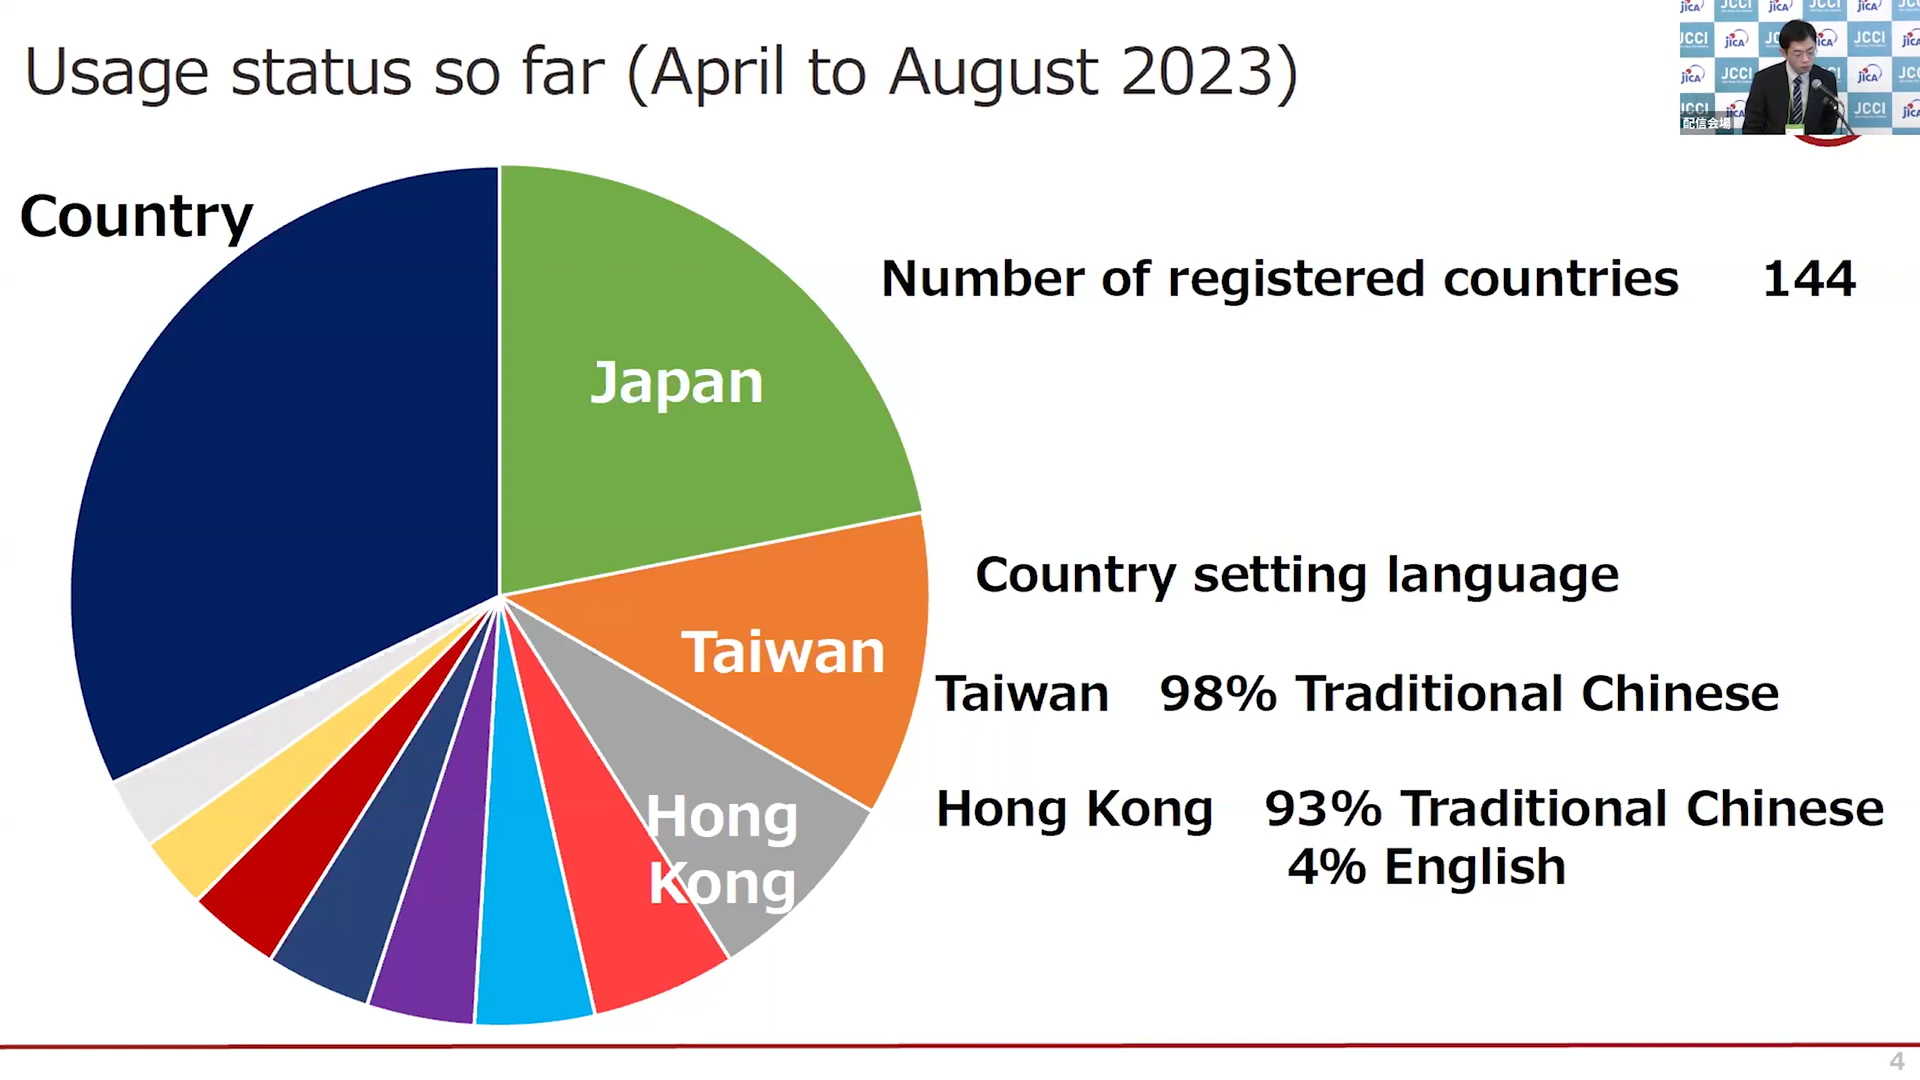 Usage status so far (April to August 2023)
JICA JCCI JICA JCCI JICA
JCCI JICA JCCI JICA
JICA JCCI JICA
JCCI JICA JCCI JICA
配信会場
Country
Number of registered countries 144
Japan
Country setting language
Taiwan
Taiwan 98% Traditional Chinese
Hong
Kong
Hong Kong 93% Traditional Chinese
4% English
4